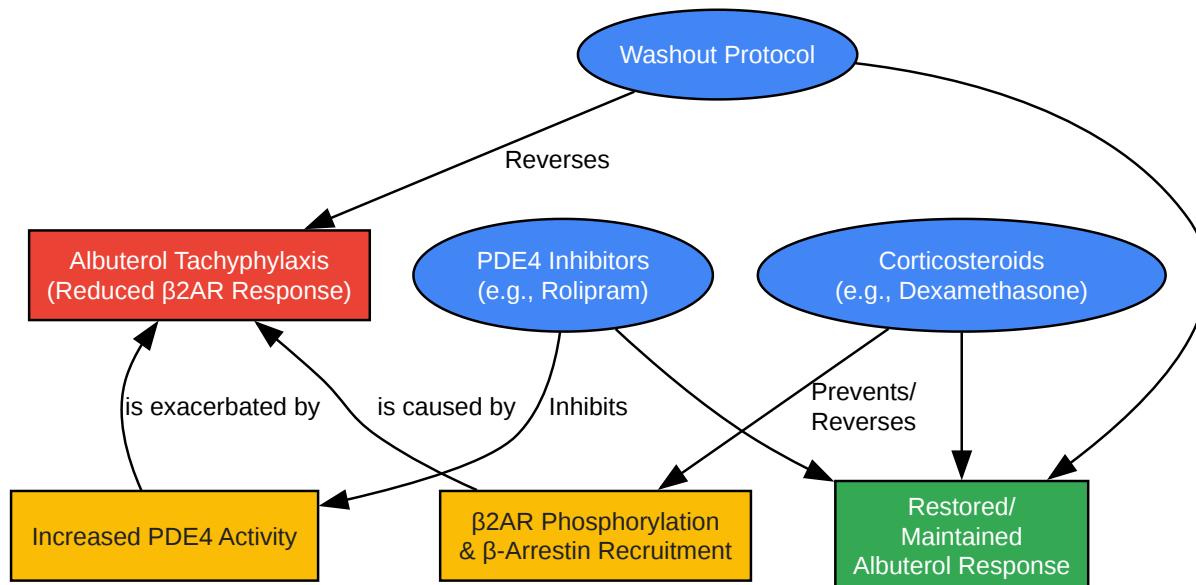 Washout Protocol
Reverses
Albuterol Tachyphylaxis
(Reduced β2AR Response)
PDE4 Inhibitors
(e.g., Rolipram)
Corticosteroids
(e.g., Dexamethasone)
is exacerbated by
is caused by
Inhibits
Prevents/
Reverses
Increased PDE4 Activity
β2AR Phosphorylation
& β-Arrestin Recruitment
Restored/
Maintained
Albuterol Response